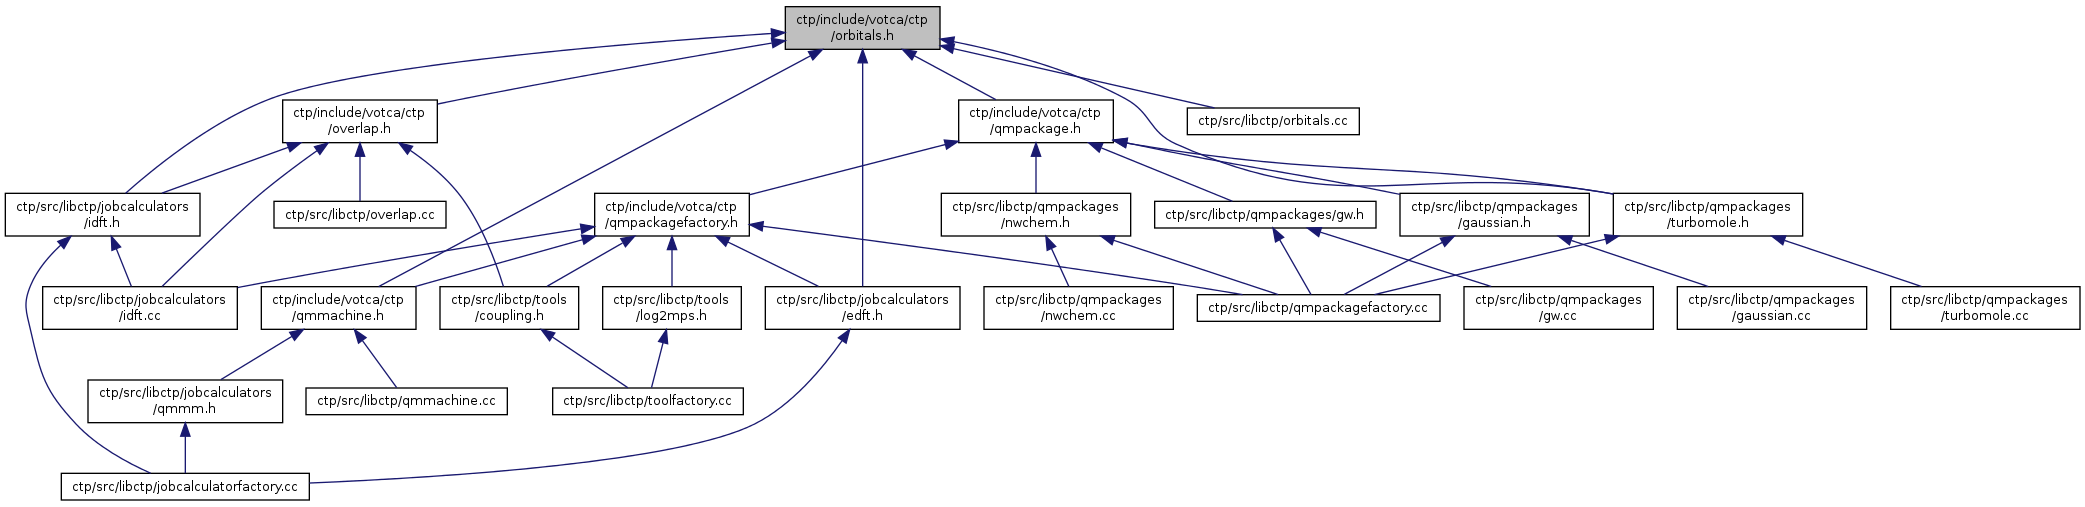 ctp/include/votca/ctp
/orbitals.h
ctp/include/votca/ctp
/overlap.h
ctp/include/votca/ctp
/qmpackage.h
ctp/src/libctp/orbitals.cc
ctp/src/libctp/jobcalculators
/idft.h
ctp/src/libctp/overlap.cc
ctp/include/votca/ctp
/qmpackagefactory.h
ctp/src/libctp/qmpackages
/nwchem.h
ctp/src/libctp/qmpackages/gw.h
ctp/src/libctp/qmpackages
/gaussian.h
ctp/src/libctp/qmpackages
/turbomole.h
ctp/src/libctp/jobcalculators
/idft.cc
ctp/include/votca/ctp
/qmmachine.h
ctp/src/libctp/tools
/coupling.h
ctp/src/libctp/tools
/log2mps.h
ctp/src/libctp/jobcalculators
/edft.h
ctp/src/libctp/qmpackages
/nwchem.cc
ctp/src/libctp/qmpackagefactory.cc
ctp/src/libctp/qmpackages
/gw.cc
ctp/src/libctp/qmpackages
/gaussian.cc
ctp/src/libctp/qmpackages
/turbomole.cc
ctp/src/libctp/jobcalculators
/qmmm.h
ctp/src/libctp/qmmachine.cc
ctp/src/libctp/toolfactory.cc
ctp/src/libctp/jobcalculatorfactory.cc